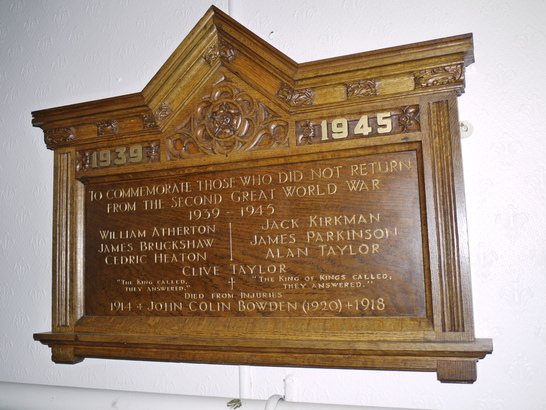 1939 1945
TO COMMEMORATE THOSE WHO DID NOT RETURN
FROM THE SECOND GREAT WORLD WAR
1939 - 1945
WILLIAM ATHERTON
JAMES BRUCKSHAW
CEDRIC HEATON
JACK KIRKMAN
JAMES PARKINSON
ALAN TAYLOR
CLIVE TAYLOR
"THE KING CALLED,
THEY ANSWERED."
"THE KING OF KINGS CALLED,
THEY ANSWERED."
DIED FROM INJURIES
1914 + JOHN COLIN BOWDEN (1920) + 1918